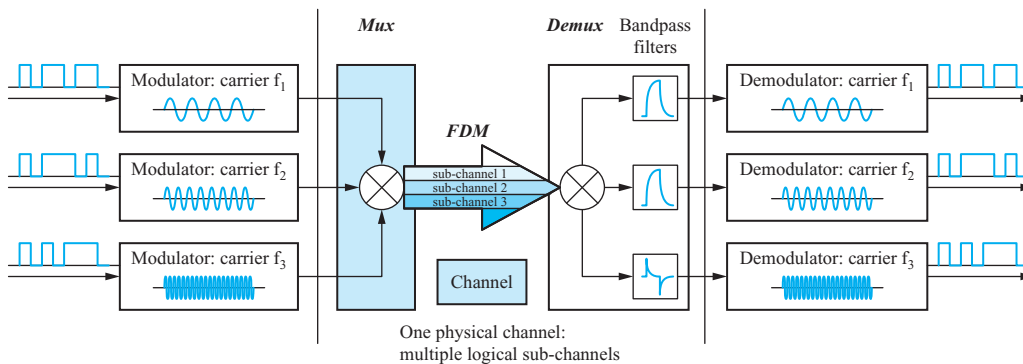 Mux
Demux
Bandpass
filters
Modulator: carrier f1
Demodulator: carrier f1
FDM
sub-channel 1
Modulator: carrier f2
sub-channel 2
Demodulator: carrier f2
sub-channel 3
Modulator: carrier f3
Demodulator: carrier f3
Channel
One physical channel:
multiple logical sub-channels